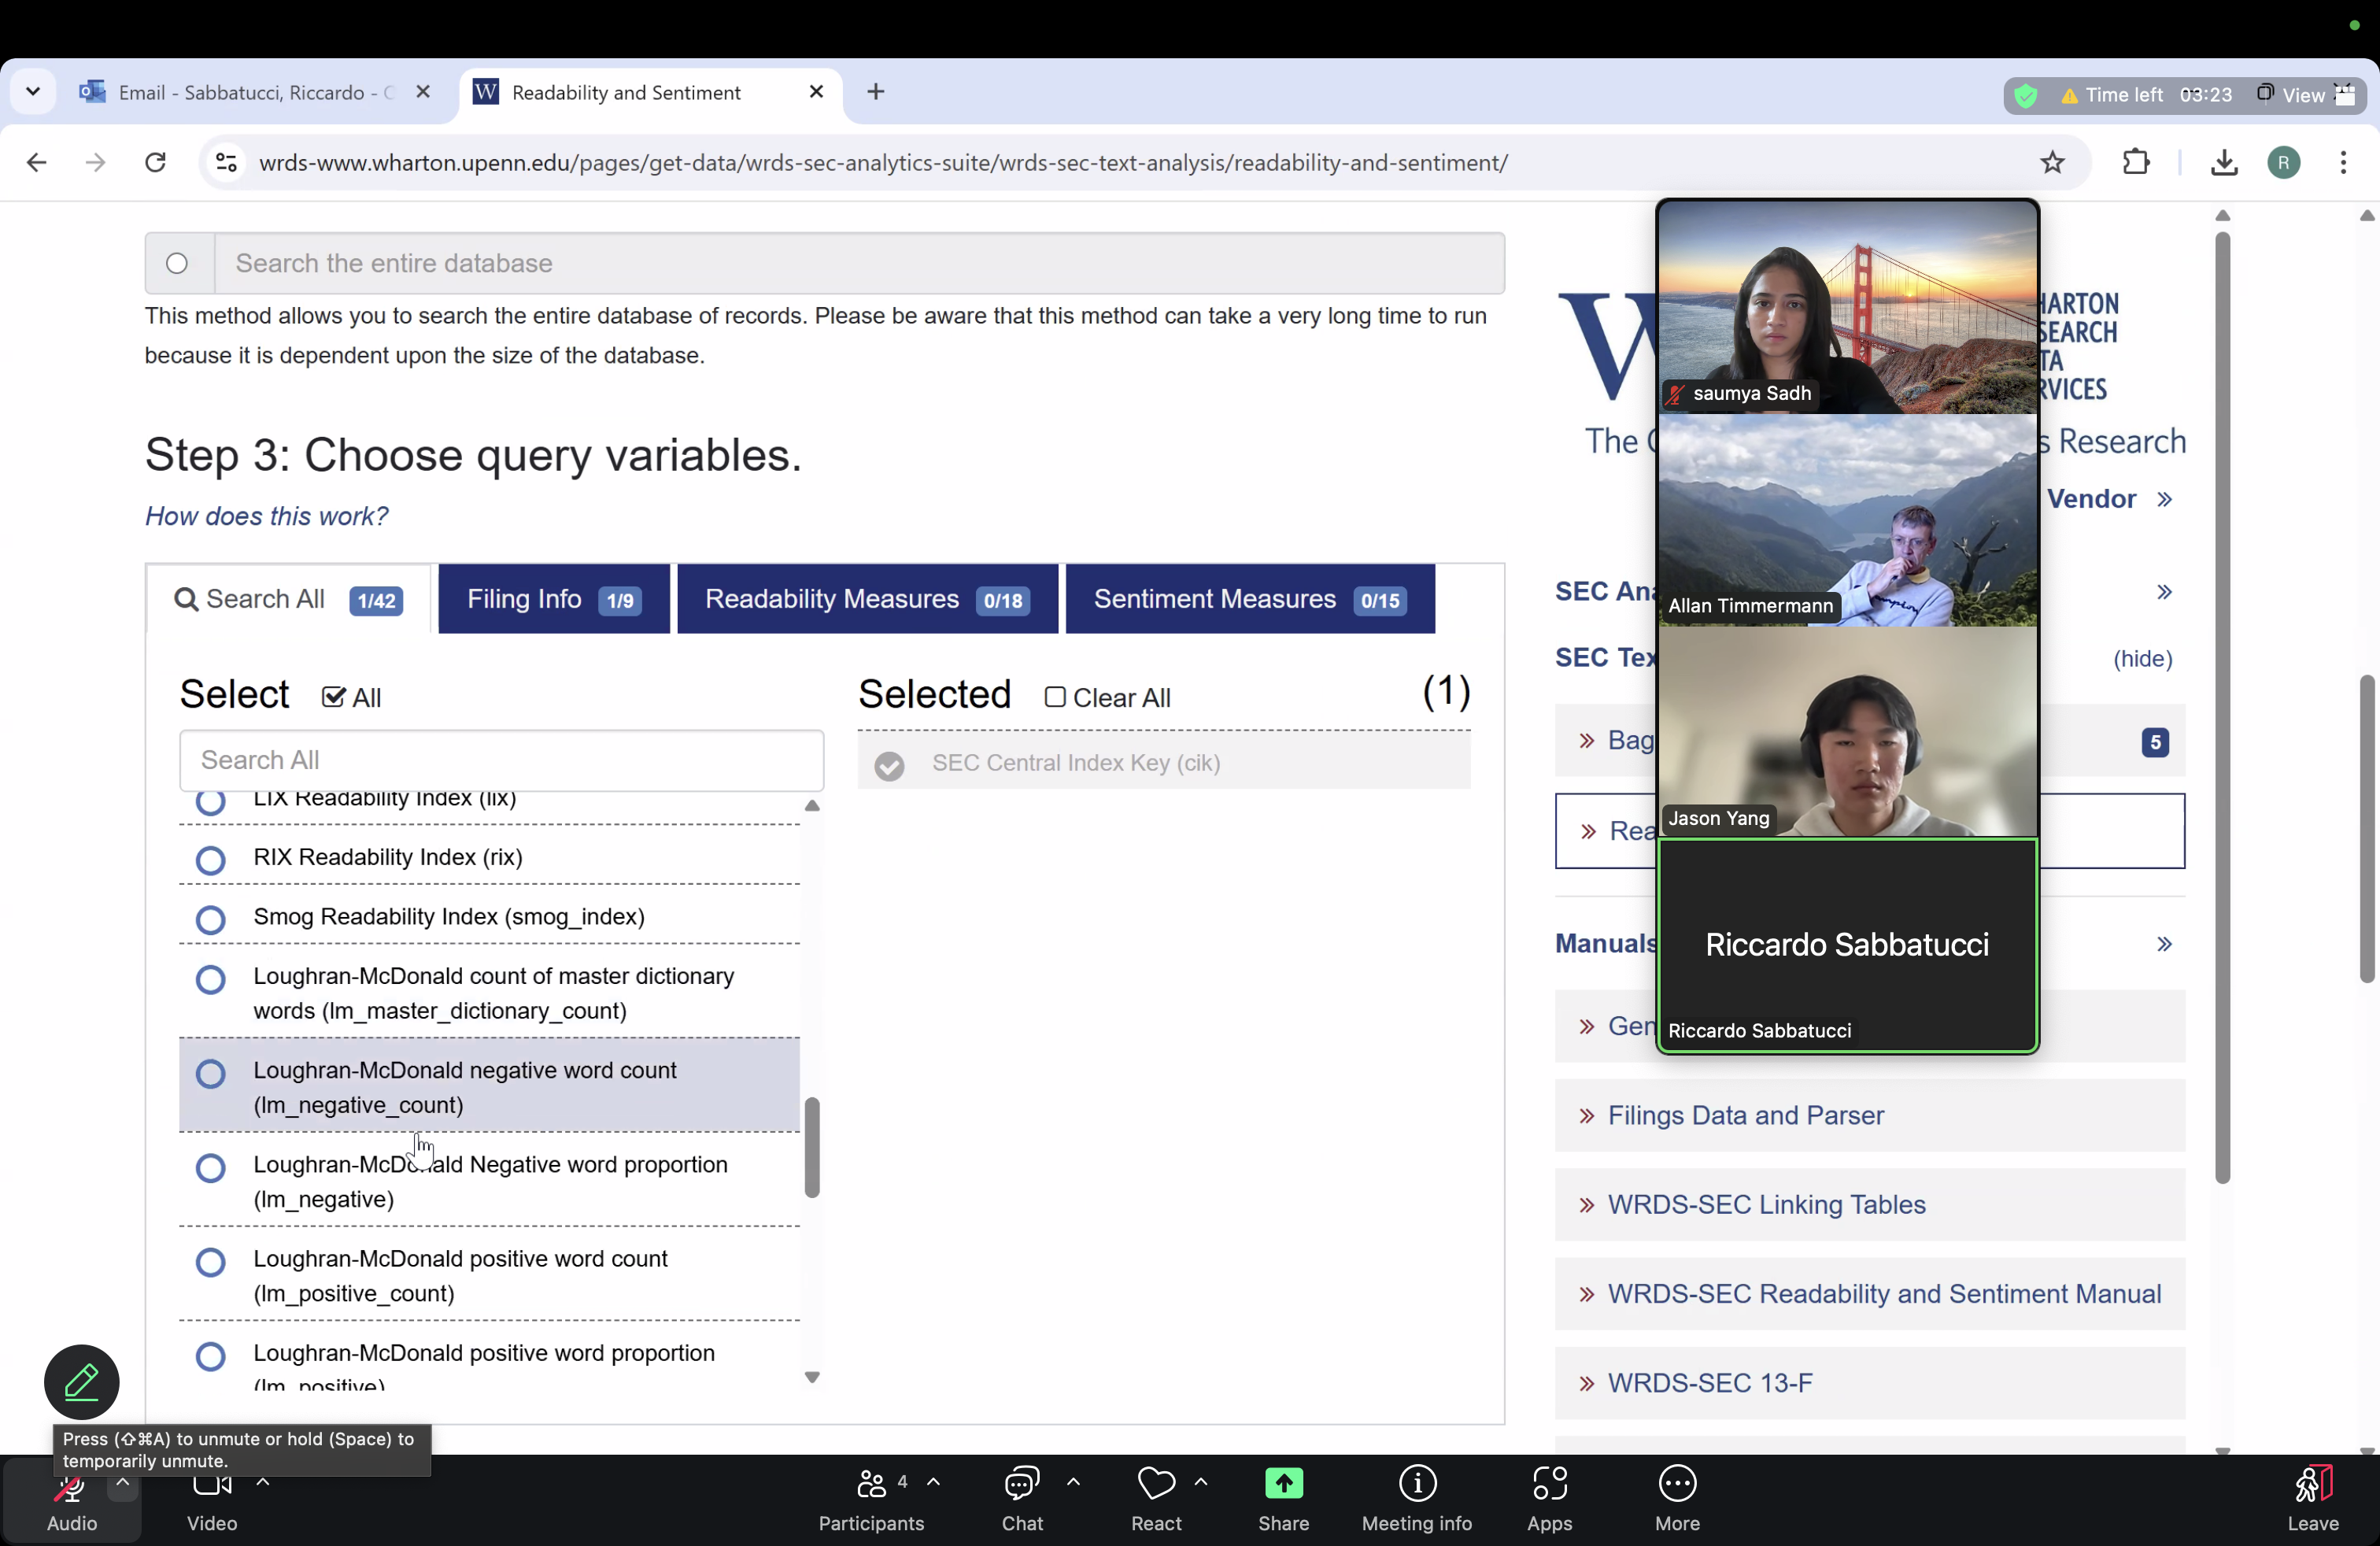 Email - Sabbatucci, Riccardo - O
Readability and Sentiment
Time left 03:23 View
wrds-www.wharton.upenn.edu/pages/get-data/wrds-sec-analytics-suite/wrds-sec-text-analysis/readability-and-sentiment/
R
Search the entire database
This method allows you to search the entire database of records. Please be aware that this method can take a very long time to run
because it is dependent upon the size of the database.
Step 3: Choose query variables.
How does this work?
Search All 1/42
Filing Info 1/9
Readability Measures 0/18
Sentiment Measures 0/15
Select All
Search All
LIX Readability Index (lix)
RIX Readability Index (rix)
Smog Readability Index (smog_index)
Loughran-McDonald count of master dictionary
words (lm_master_dictionary_count)
Loughran-McDonald negative word count
(lm_negative_count)
Loughran-McDonald Negative word proportion
(lm_negative)
Loughran-McDonald positive word count
(lm_positive_count)
Loughran-McDonald positive word proportion
(lm_positive)
Selected Clear All (1)
SEC Central Index Key (cik)
W
HARTON
SEARCH
TA
RVICES
The
s Research
Vendor
SEC Ana
SEC Tex
(hide)
Bag
5
Rea
Manuals
Gen
Filings Data and Parser
WRDS-SEC Linking Tables
WRDS-SEC Readability and Sentiment Manual
WRDS-SEC 13-F
saumya Sadh
Allan Timmermann
Jason Yang
Riccardo Sabbatucci
Riccardo Sabbatucci
Press (⇧⌘A) to unmute or hold (Space) to
temporarily unmute.
Audio
Video
4
Participants
Chat
React
Share
Meeting info
Apps
More
Leave